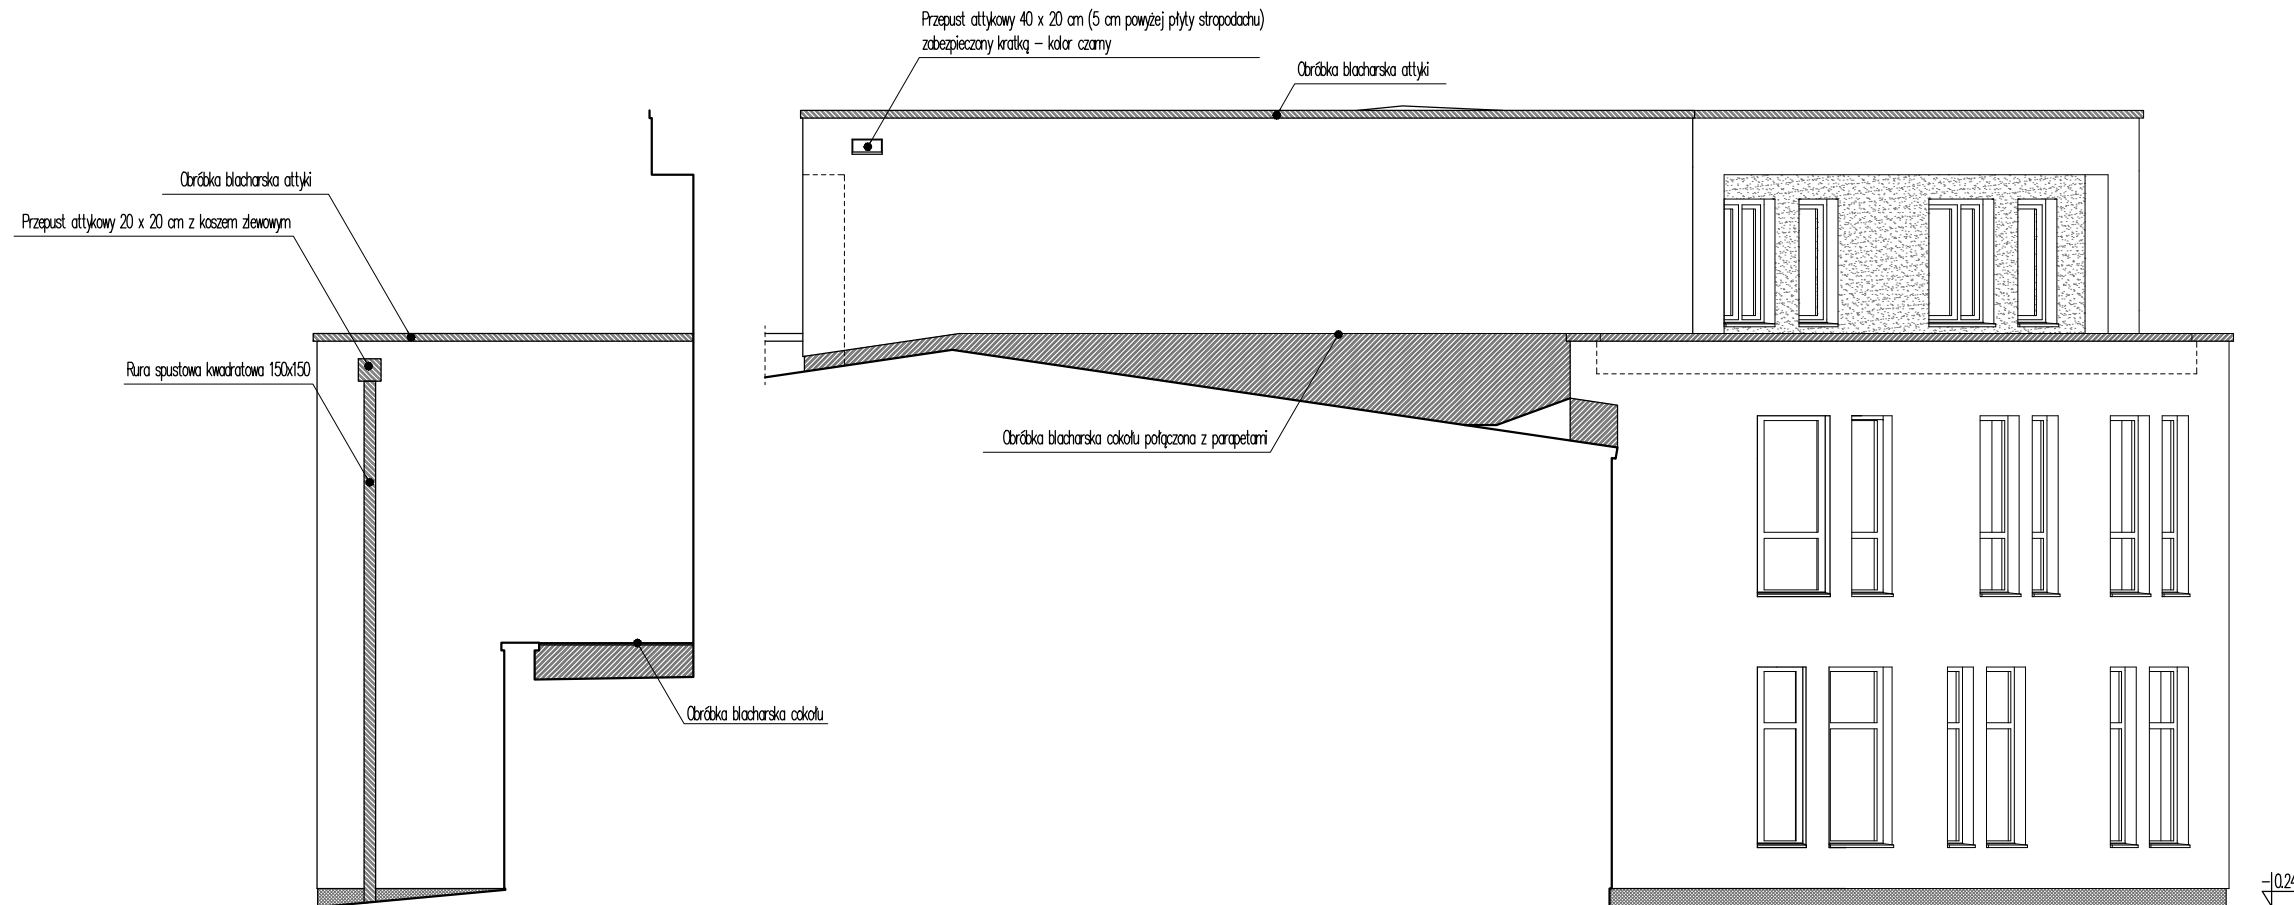 Przepust attykowy 40 x 20 cm (5 cm powyżej płyty stropodachu)
zabezpieczony kratką – kolor czarny
Obróbka blacharska attyki
Obróbka blacharska attyki
Przepust attykowy 20 x 20 cm z koszem zlewowym
Rura spustowa kwadratowa 150x150
Obróbka blacharska cokołu połączona z parapetami
Obróbka blacharska cokołu